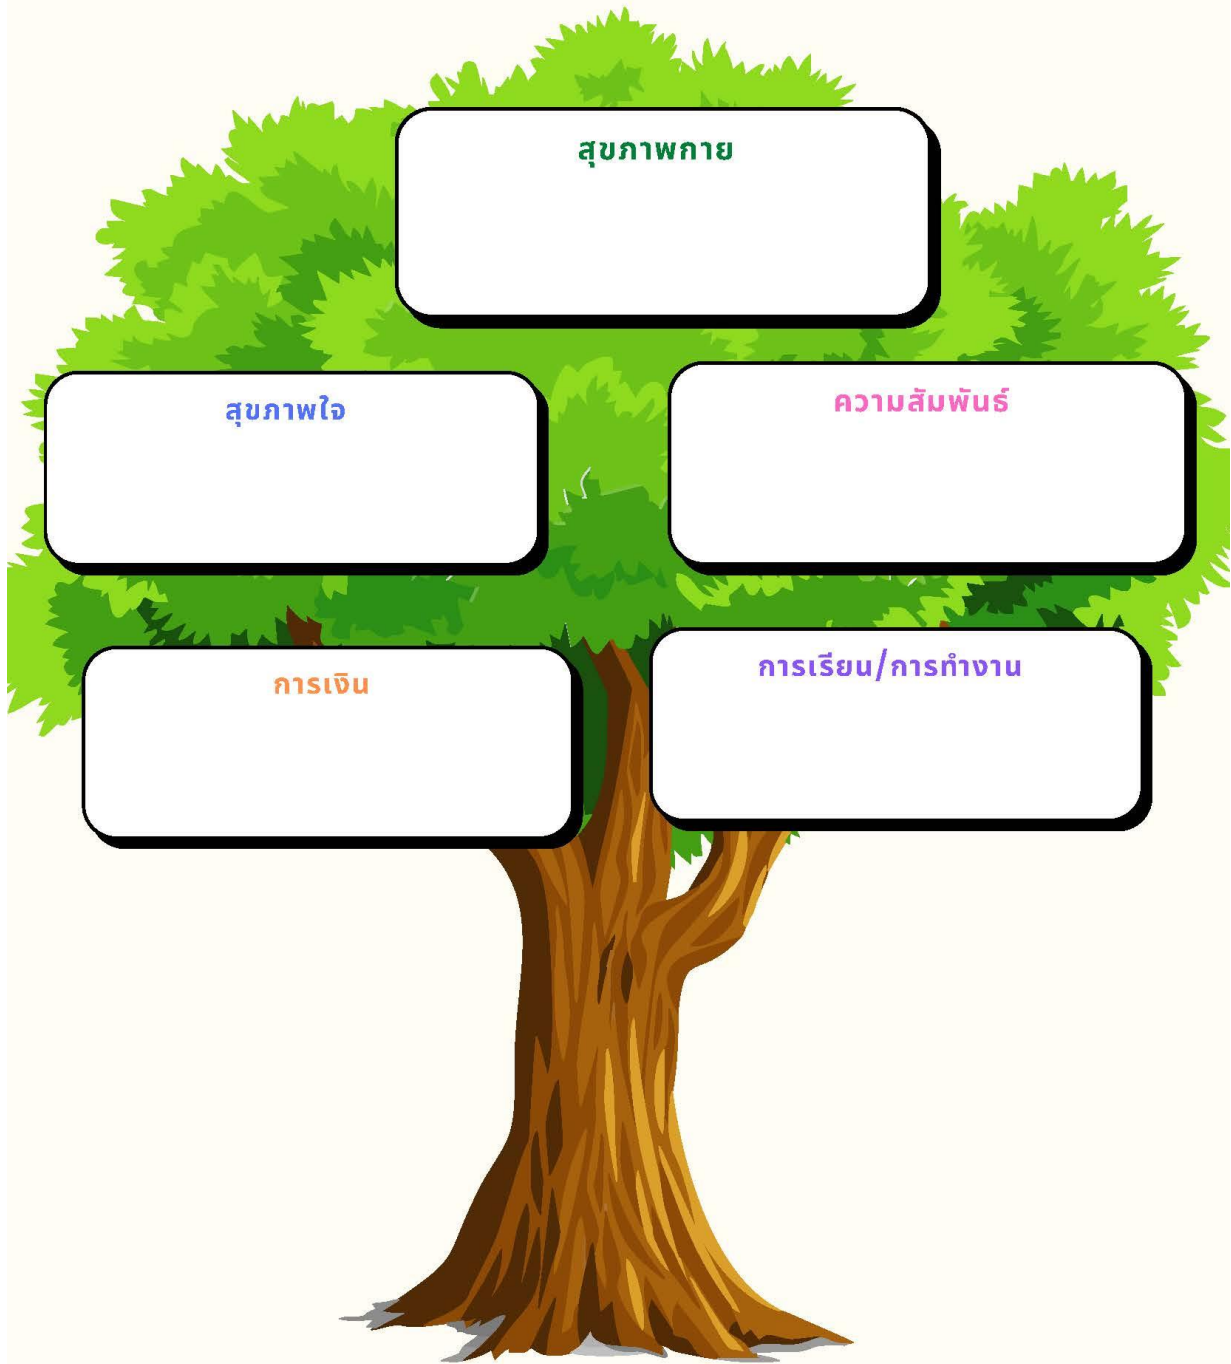 สุขภาพกาย
สุขภาพใจ
ความสัมพันธ์
การเงิน
การเรียน/การทำงาน